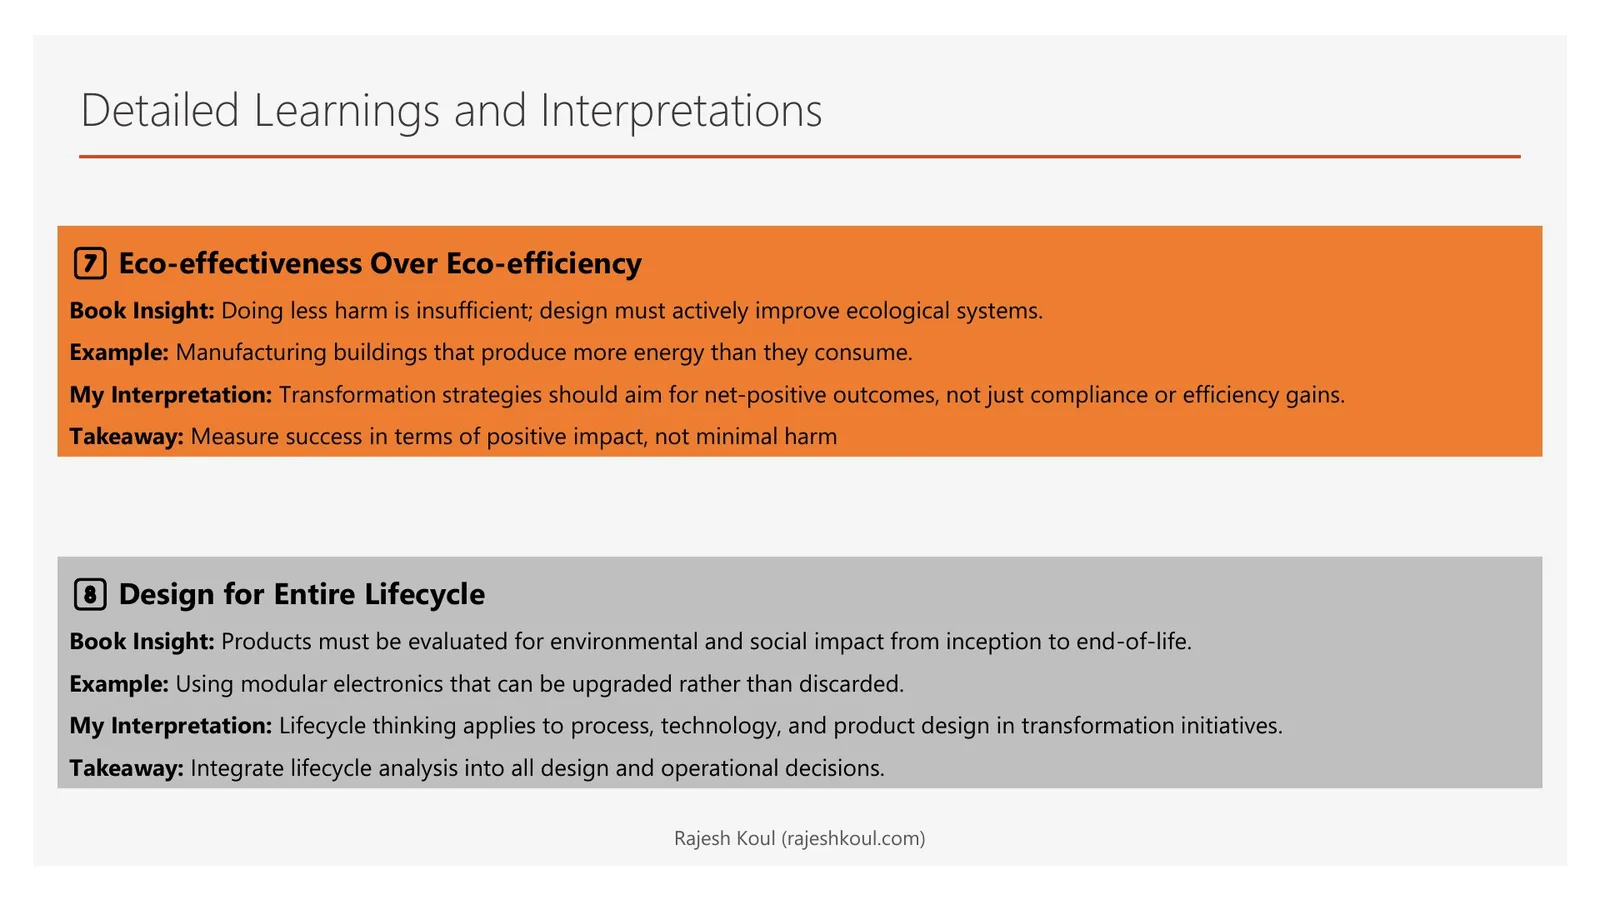 Detailed Learnings and Interpretations
7 Eco-effectiveness Over Eco-efficiency
Book Insight: Doing less harm is insufficient; design must actively improve ecological systems.
Example: Manufacturing buildings that produce more energy than they consume.
My Interpretation: Transformation strategies should aim for net-positive outcomes, not just compliance or efficiency gains.
Takeaway: Measure success in terms of positive impact, not minimal harm
8 Design for Entire Lifecycle
Book Insight: Products must be evaluated for environmental and social impact from inception to end-of-life.
Example: Using modular electronics that can be upgraded rather than discarded.
My Interpretation: Lifecycle thinking applies to process, technology, and product design in transformation initiatives.
Takeaway: Integrate lifecycle analysis into all design and operational decisions.
Rajesh Koul (rajeshkoul.com)